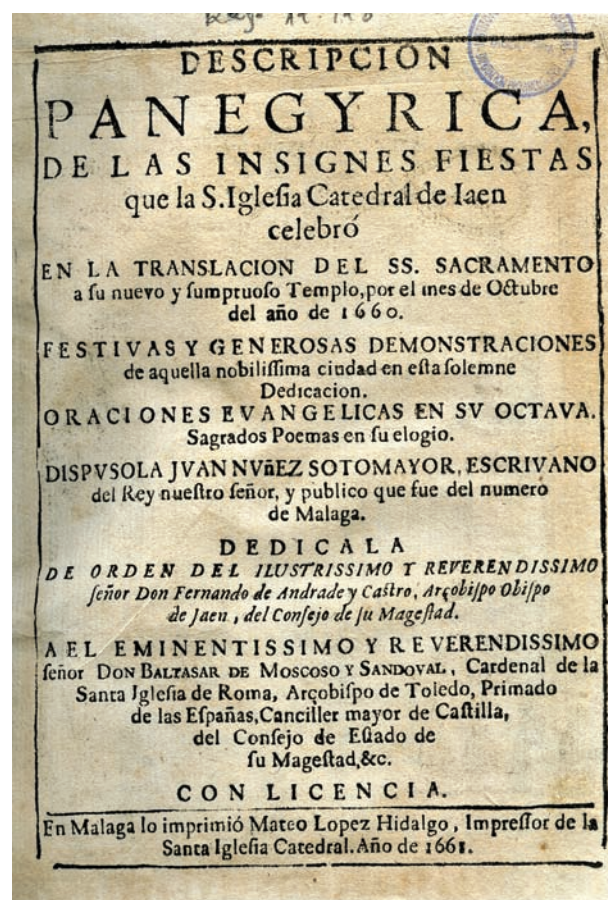 DESCRIPCION
PANEGYRICA,
DE LAS INSIGNES FIESTAS
que la S. Igleſia Catedral de Iaen
celebró
EN LA TRANSLACION DEL SS. SACRAMENTO
a ſu nuevo y ſumptuoſo Templo, por el mes de Octubre
del año de 1660.
FESTIVAS Y GENEROSAS DEMONSTRACIONES
de aquella nobiliſſima ciudad en eſta ſolemne
Dedicacion.
ORACIONES EVANGELICAS EN SV OCTAVA.
Sagrados Poemas en ſu elogio.
DISPVSOLA JVAN NVñEZ SOTOMAYOR, ESCRIVANO
del Rey nueſtro ſeñor, y publico que fue del numero
de Malaga.
DEDICALA
DE ORDEN DEL ILUSTRISSIMO Y REVERENDISSIMO
ſeñor Don Fernando de Andrade y Caſtro, Arçobiſpo Obiſpo
de Jaen, del Conſejo de ſu Mageſtad.
A EL EMINENTISSIMO Y REVERENDISSIMO
ſeñor DON BALTASAR DE MOSCOSO Y SANDOVAL, Cardenal de la
Santa Igleſia de Roma, Arçobiſpo de Toledo, Primado
de las Eſpañas, Canciller mayor de Caſtilla,
del Conſejo de Eſtado de
ſu Mageſtad, &c.
CON LICENCIA.
En Malaga lo imprimió Mateo Lopez Hidalgo, Impreſſor de la
Santa Igleſia Catedral. Año de 1661.